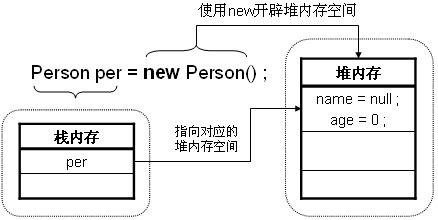 使用new开辟堆内存空间
Person per = new Person() ;
堆内存
name = null ;
age = 0 ;
栈内存
per
指向对应的
堆内存空间